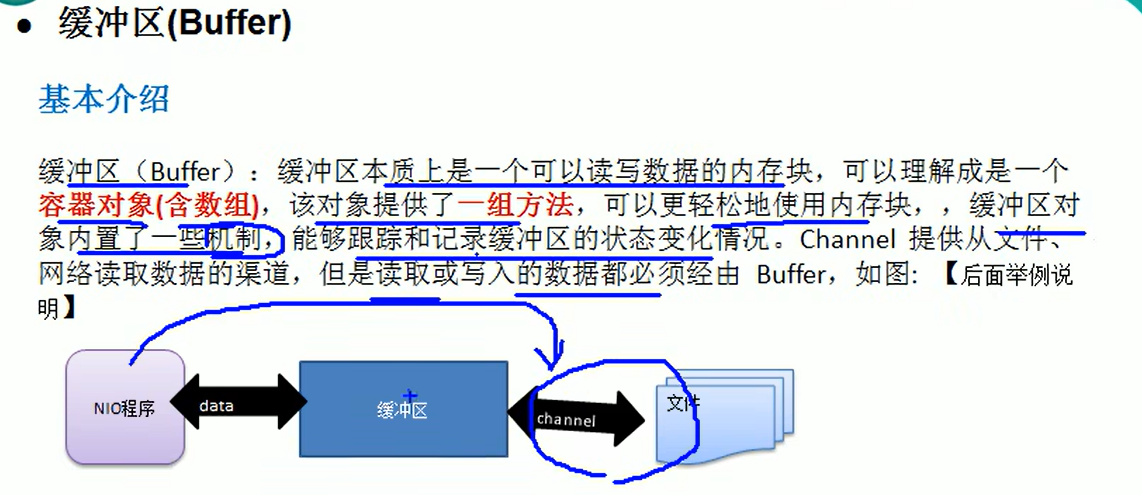 ● 缓冲区(Buffer)
基本介绍
缓冲区（Buffer）：缓冲区本质上是一个可以读写数据的内存块，可以理解成是一个
容器对象(含数组)，该对象提供了一组方法，可以更轻松地使用内存块，，缓冲区对
象内置了一些机制，能够跟踪和记录缓冲区的状态变化情况。Channel 提供从文件、
网络读取数据的渠道，但是读取或写入的数据都必须经由 Buffer，如图: 【后面举例说
明】
NIO程序
data
缓冲区
channel
文件